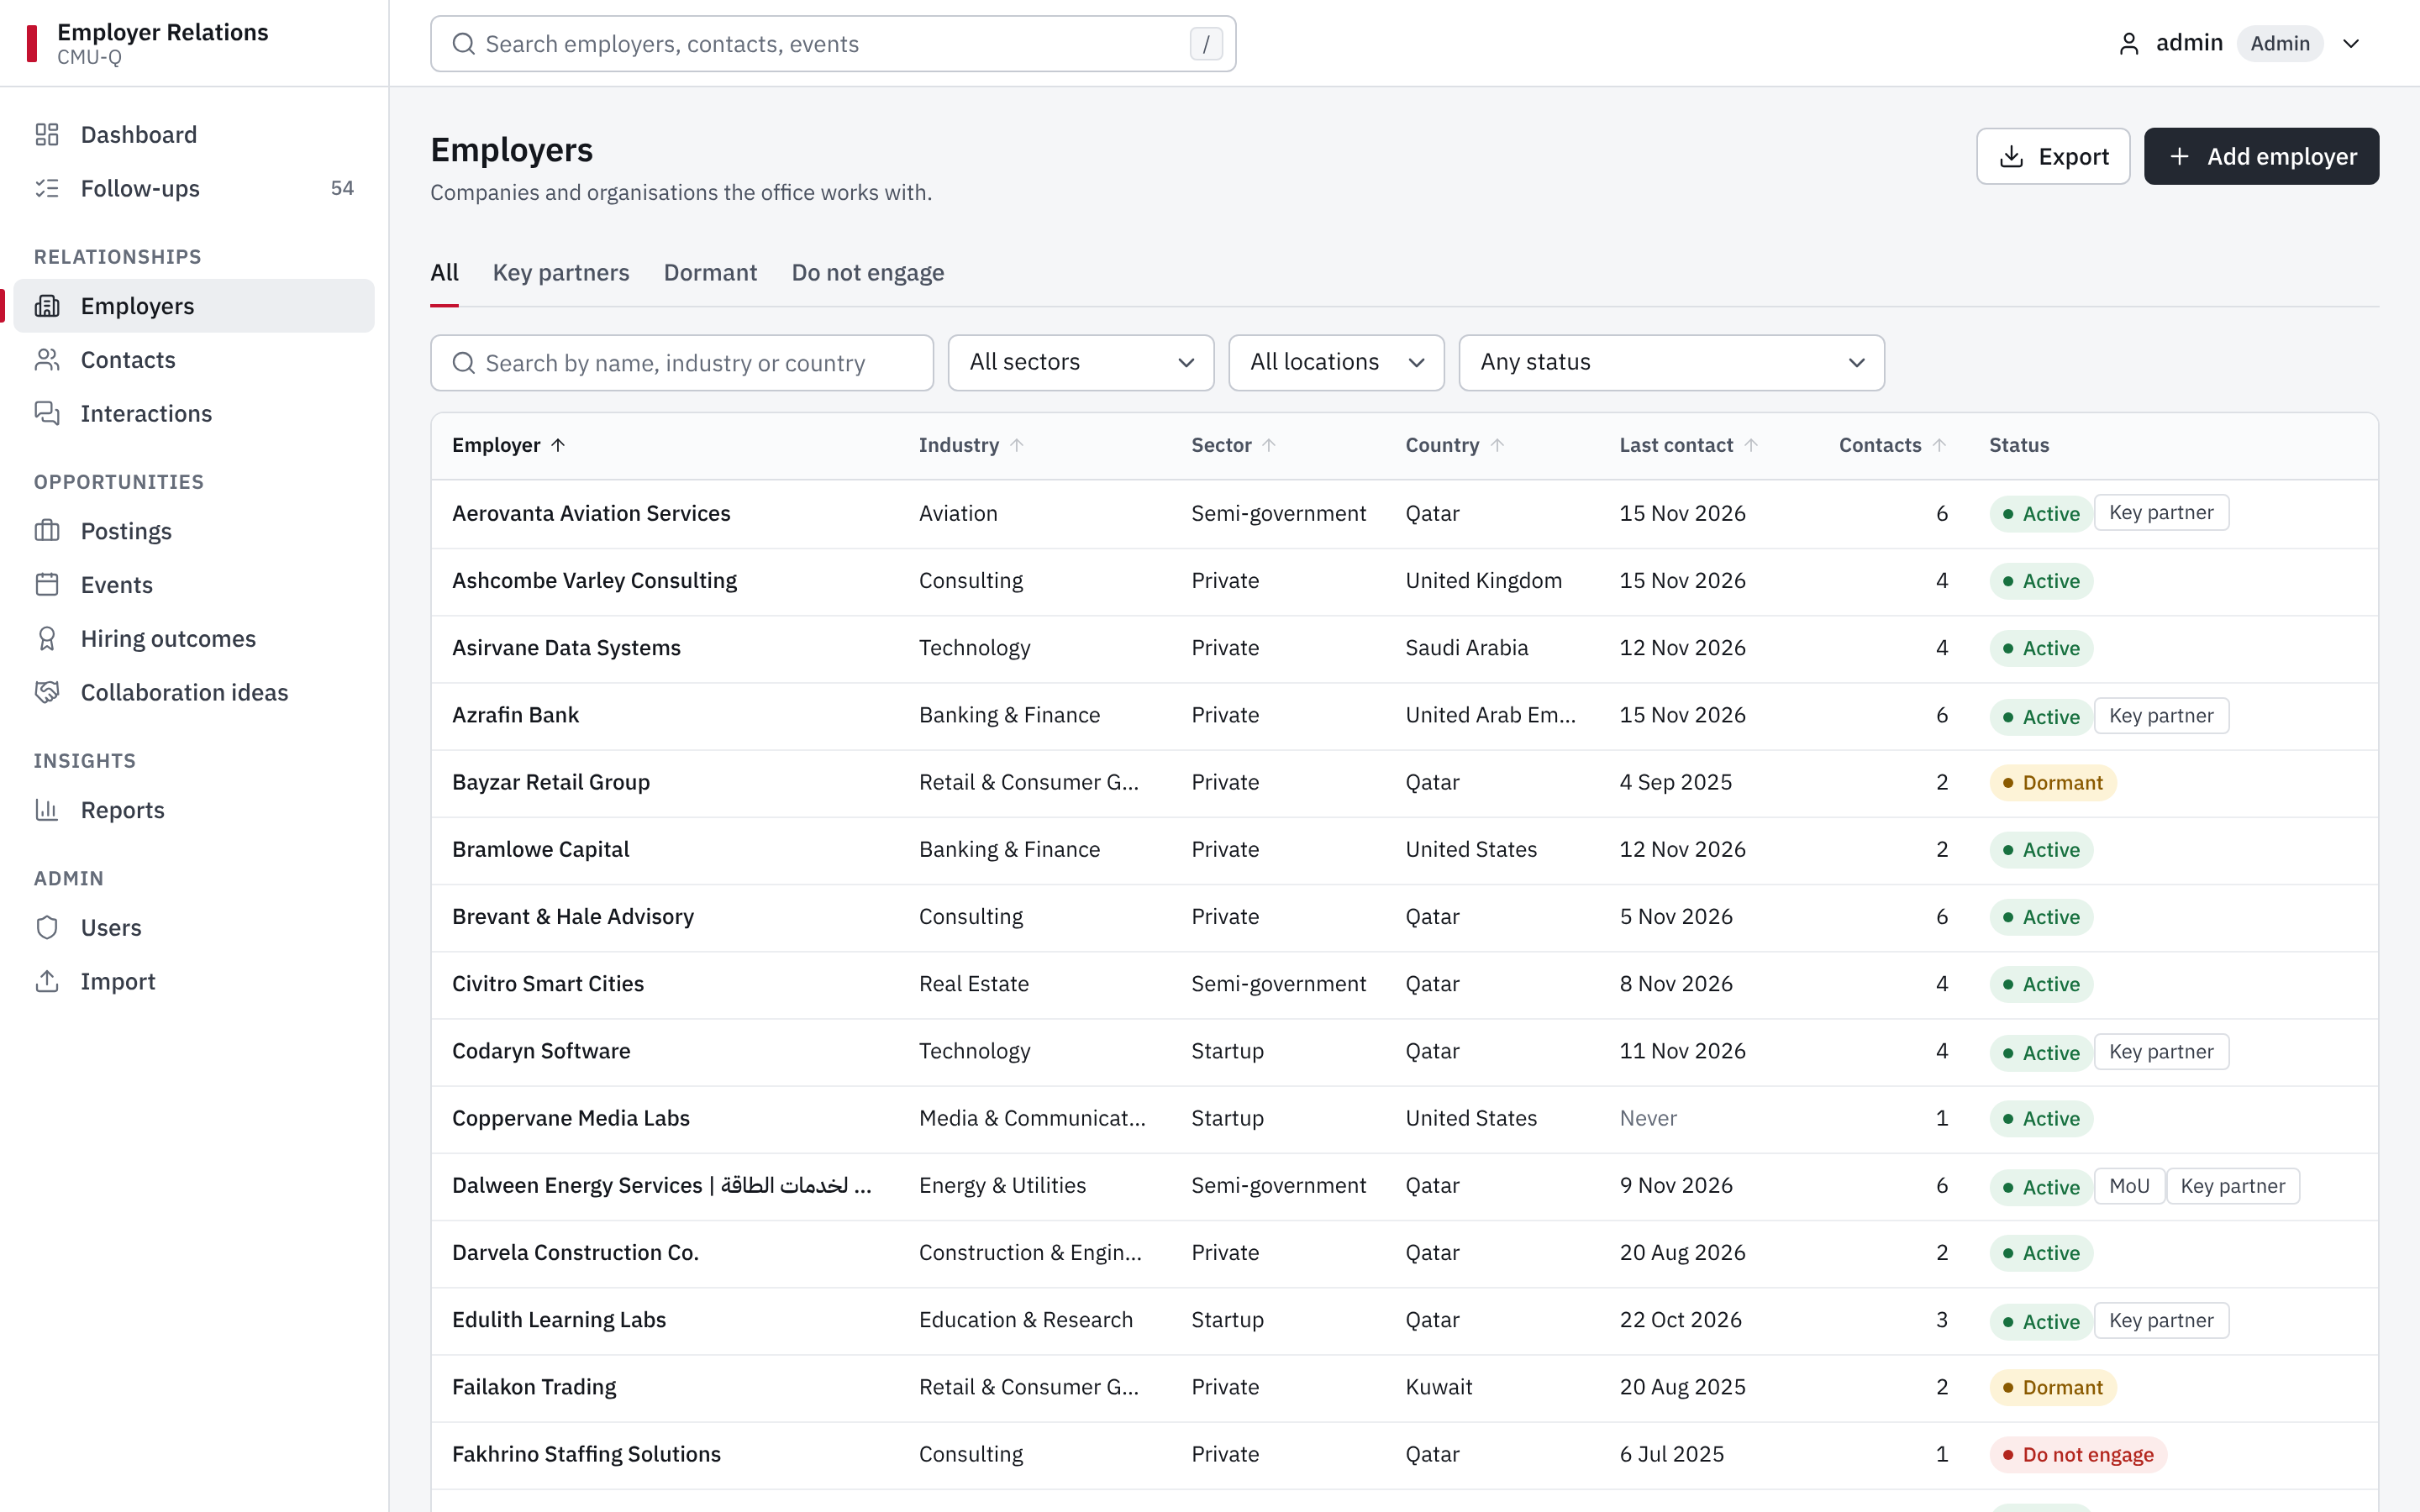 Employer Relations
CMU-Q
Search employers, contacts, events /
admin Admin
Dashboard
Follow-ups 54
RELATIONSHIPS
Employers
Contacts
Interactions
OPPORTUNITIES
Postings
Events
Hiring outcomes
Collaboration ideas
INSIGHTS
Reports
ADMIN
Users
Import
Employers
Companies and organisations the office works with.
Export
Add employer
All Key partners Dormant Do not engage
Search by name, industry or country All sectors All locations Any status
Employer Industry Sector Country Last contact Contacts Status
Aerovanta Aviation Services Aviation Semi-government Qatar 15 Nov 2026 6 Active Key partner
Ashcombe Varley Consulting Consulting Private United Kingdom 15 Nov 2026 4 Active
Asirvane Data Systems Technology Private Saudi Arabia 12 Nov 2026 4 Active
Azrafin Bank Banking & Finance Private United Arab Em... 15 Nov 2026 6 Active Key partner
Bayzar Retail Group Retail & Consumer G... Private Qatar 4 Sep 2025 2 Dormant
Bramlowe Capital Banking & Finance Private United States 12 Nov 2026 2 Active
Brevant & Hale Advisory Consulting Private Qatar 5 Nov 2026 6 Active
Civitro Smart Cities Real Estate Semi-government Qatar 8 Nov 2026 4 Active
Codaryn Software Technology Startup Qatar 11 Nov 2026 4 Active Key partner
Coppervane Media Labs Media & Communicat... Startup United States Never 1 Active
Dalween Energy Services | لخدمات الطاقة ... Energy & Utilities Semi-government Qatar 9 Nov 2026 6 Active MoU Key partner
Darvela Construction Co. Construction & Engin... Private Qatar 20 Aug 2026 2 Active
Edulith Learning Labs Education & Research Startup Qatar 22 Oct 2026 3 Active Key partner
Failakon Trading Retail & Consumer G... Private Kuwait 20 Aug 2025 2 Dormant
Fakhrino Staffing Solutions Consulting Private Qatar 6 Jul 2025 1 Do not engage